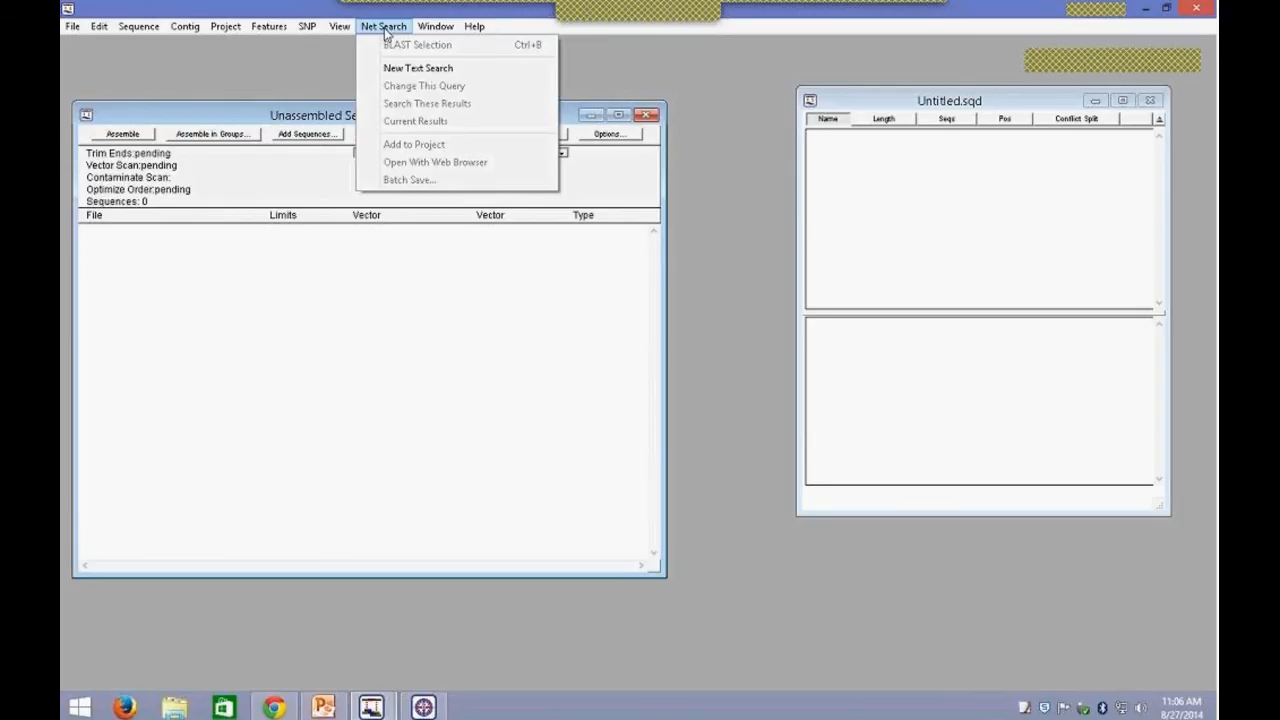 File Edit Sequence Contig Project Features SNP View Net Search Window Help
BLAST Selection Ctrl+B
New Text Search
Change This Query
Search These Results
Current Results
Add to Project
Open With Web Browser
Batch Save...
Unassembled Se
Assemble Assemble in Groups... Add Sequences... Options...
Trim Ends:pending
Vector Scan:pending
Contaminate Scan:
Optimize Order:pending
Sequences: 0
File Limits Vector Vector Type
Untitled.sqd
Name Length Seqs Pos Conflict Split
11:06 AM
8/27/2014